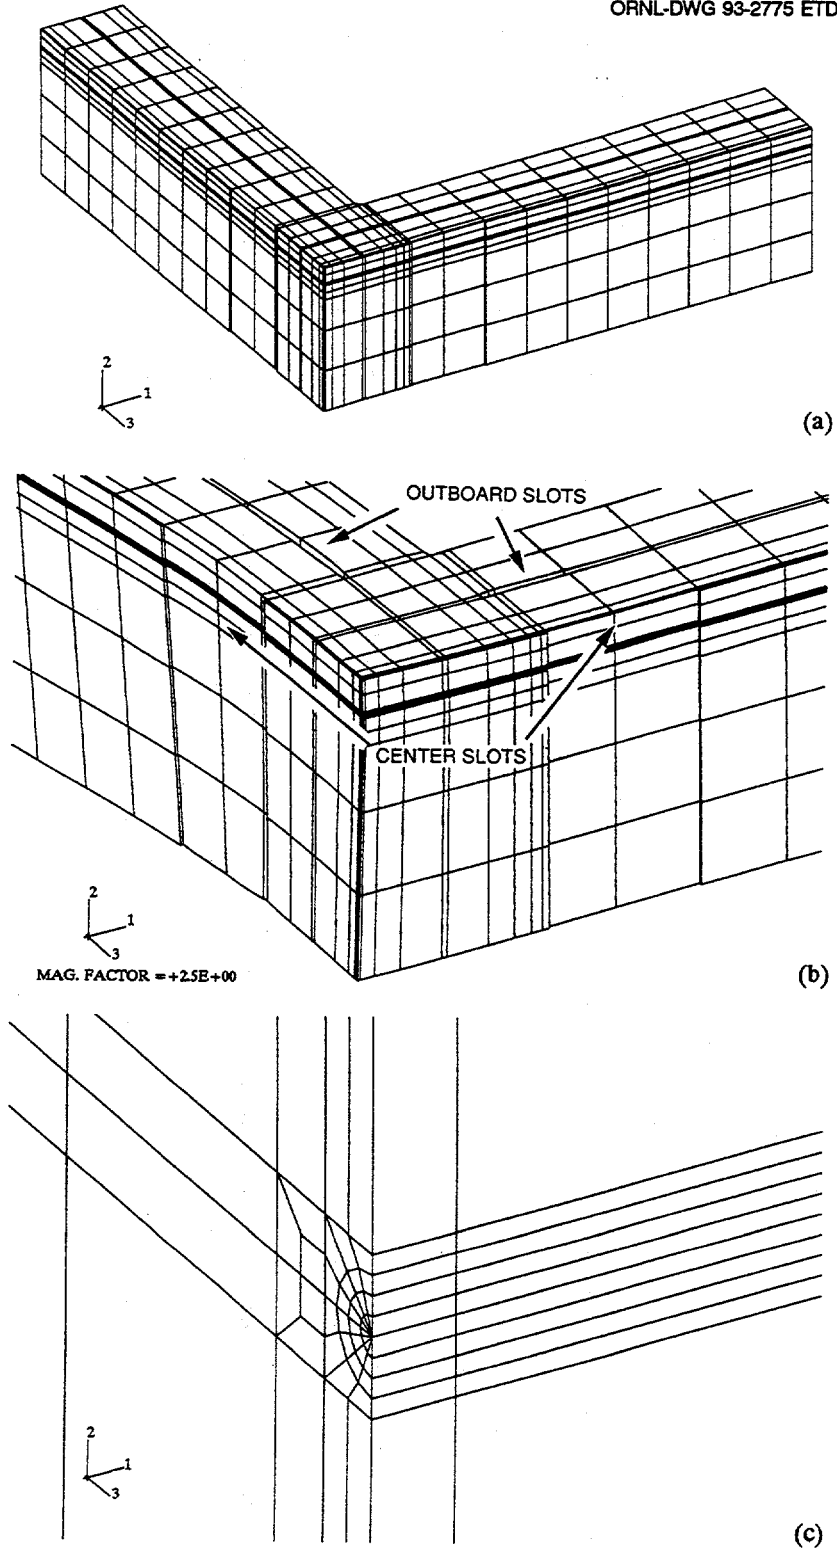 ORNL-DWG 93-2775 ETD
2
1
3
(a)
OUTBOARD SLOTS
CENTER SLOTS
2
1
3
MAG. FACTOR =+2.5E+00
(b)
2
1
3
(c)